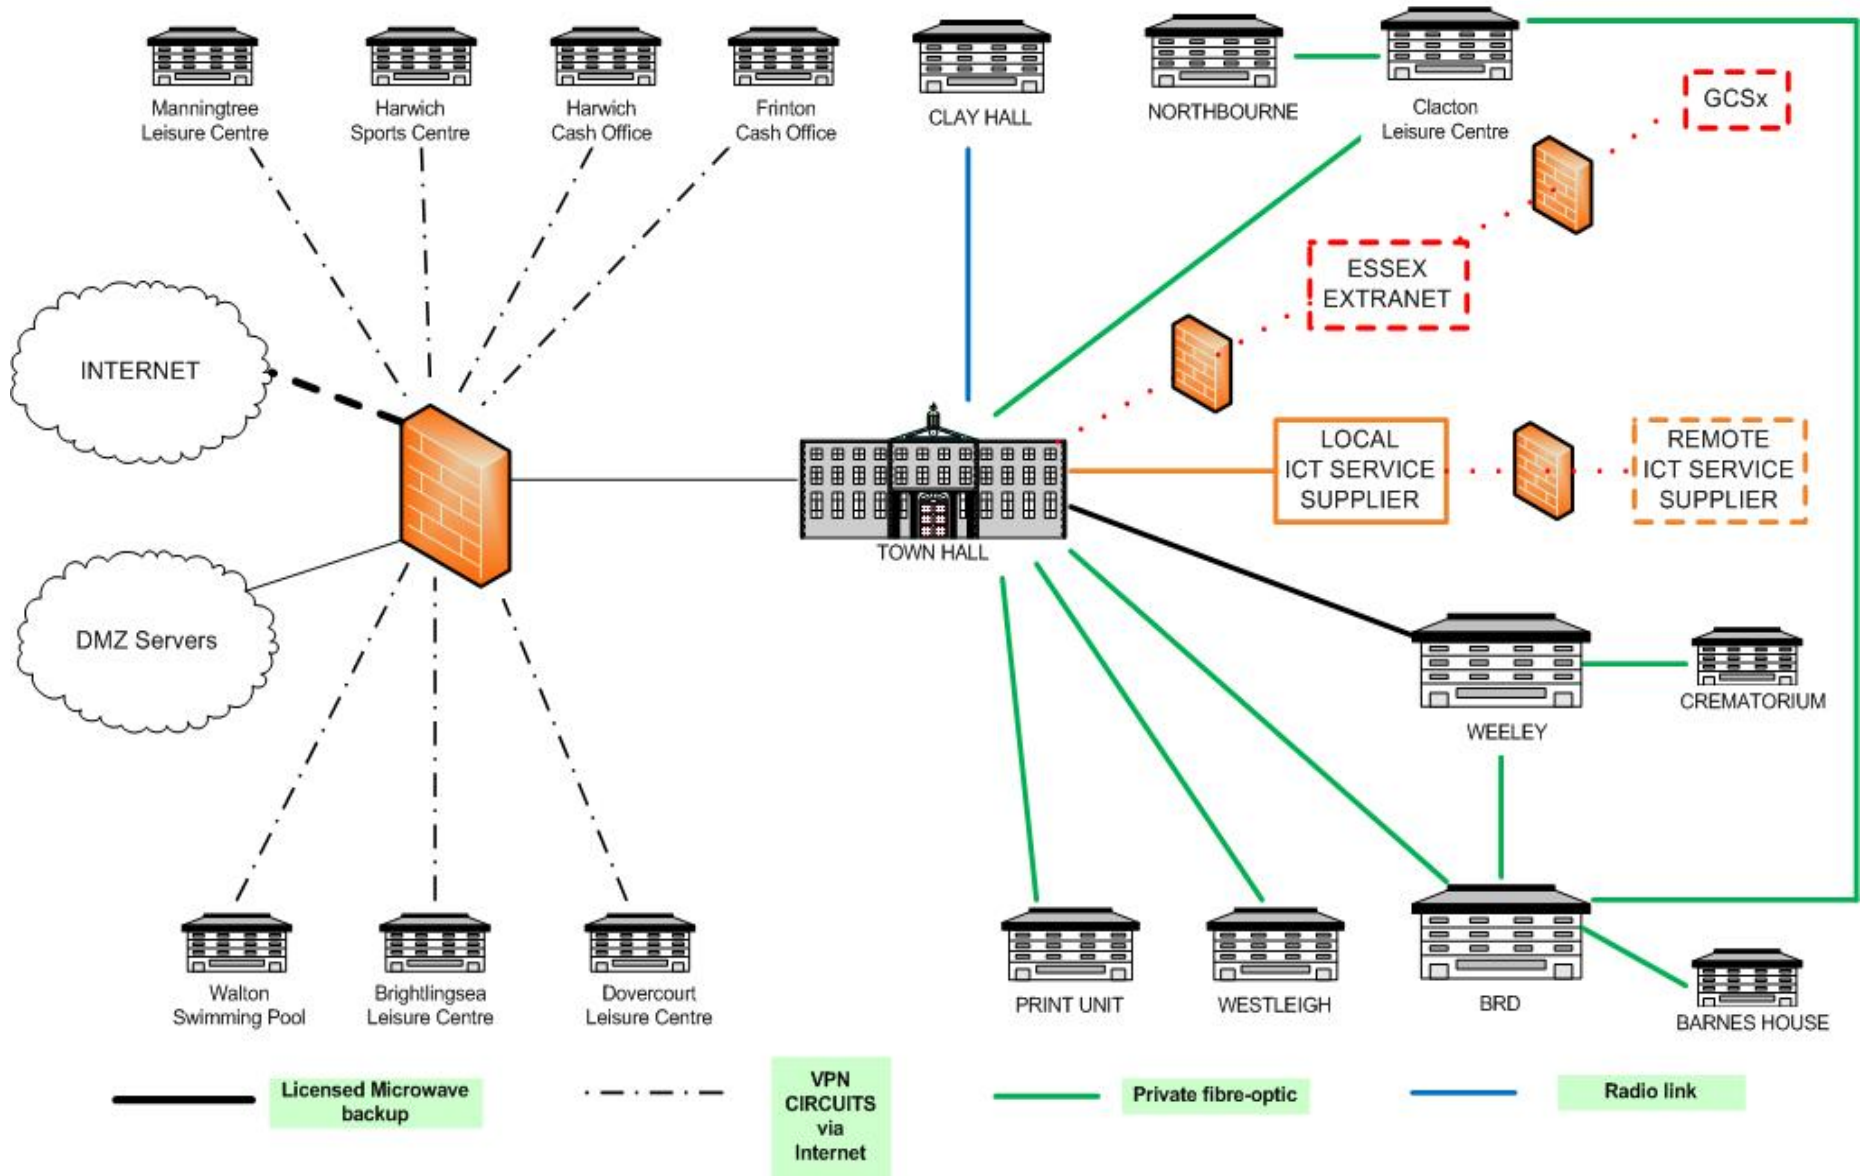 Manningtree
Leisure Centre
Harwich
Sports Centre
Harwich
Cash Office
Frinton
Cash Office
CLAY HALL
NORTHBOURNE
Clacton
Leisure Centre
GCSx
ESSEX
EXTRANET
INTERNET
LOCAL
ICT SERVICE
SUPPLIER
REMOTE
ICT SERVICE
SUPPLIER
TOWN HALL
DMZ Servers
WEELEY
CREMATORIUM
Walton
Swimming Pool
Brightlingsea
Leisure Centre
Dovercourt
Leisure Centre
PRINT UNIT
WESTLEIGH
BRD
BARNES HOUSE
Licensed Microwave
backup
VPN
CIRCUITS
via
Internet
Private fibre-optic
Radio link